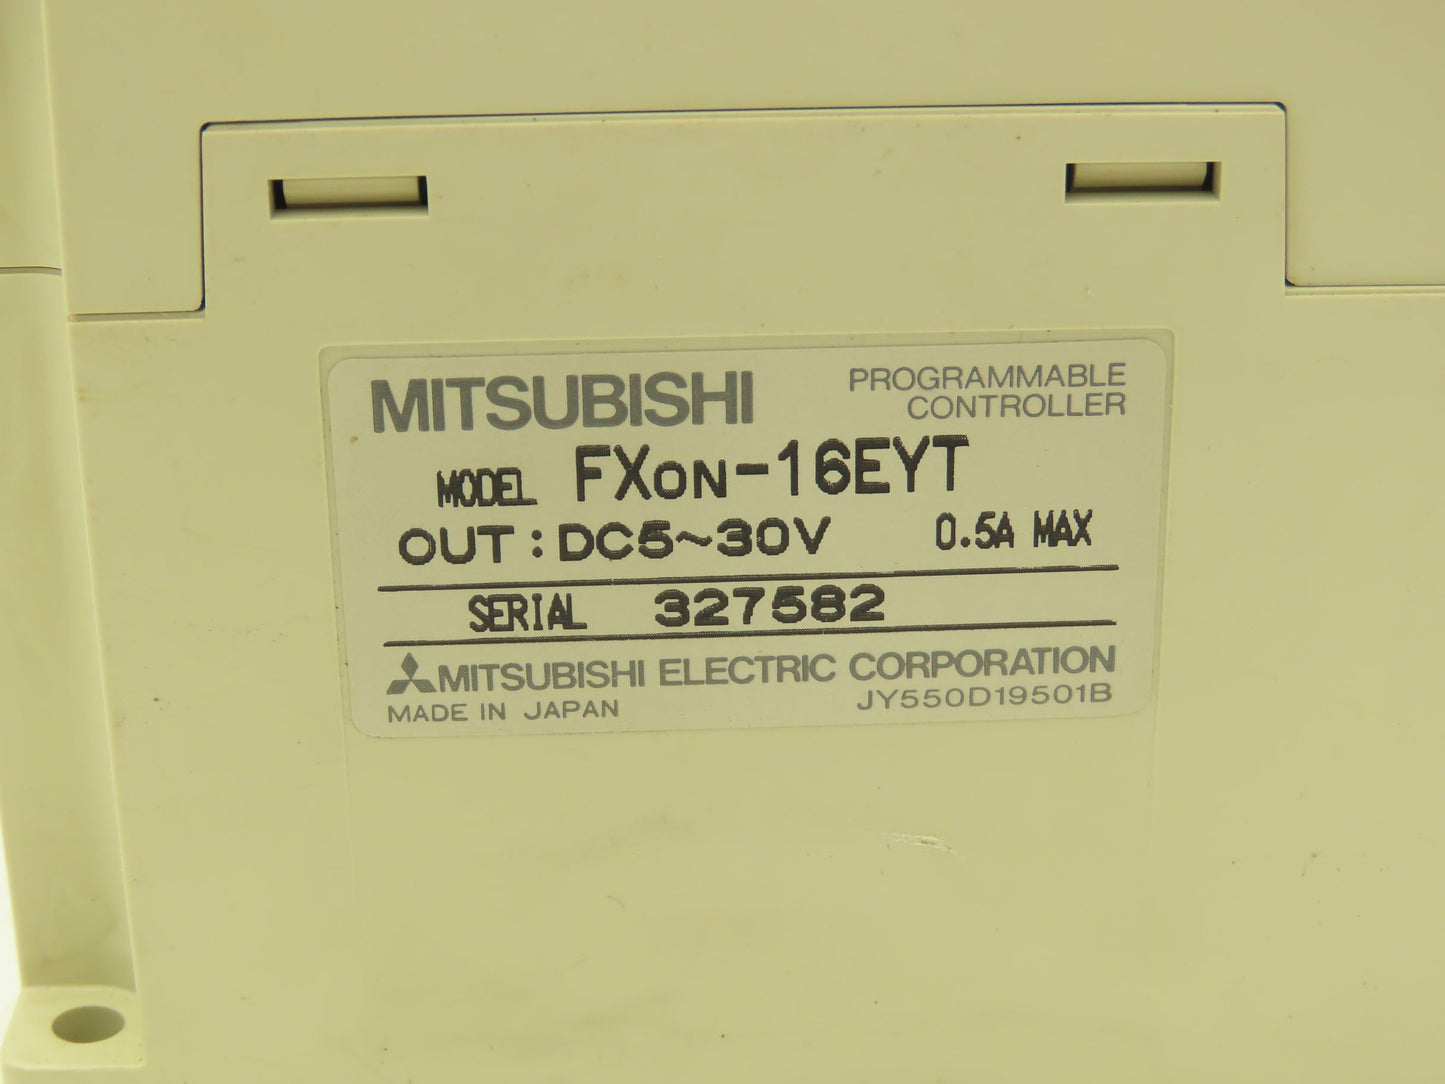 MITSUBISHI PROGRAMMABLE
CONTROLLER
MODEL FX0N-16EYT
OUT : DC5~30V 0.5A MAX
SERIAL 327582
MITSUBISHI ELECTRIC CORPORATION
MADE IN JAPAN JY550D19501B